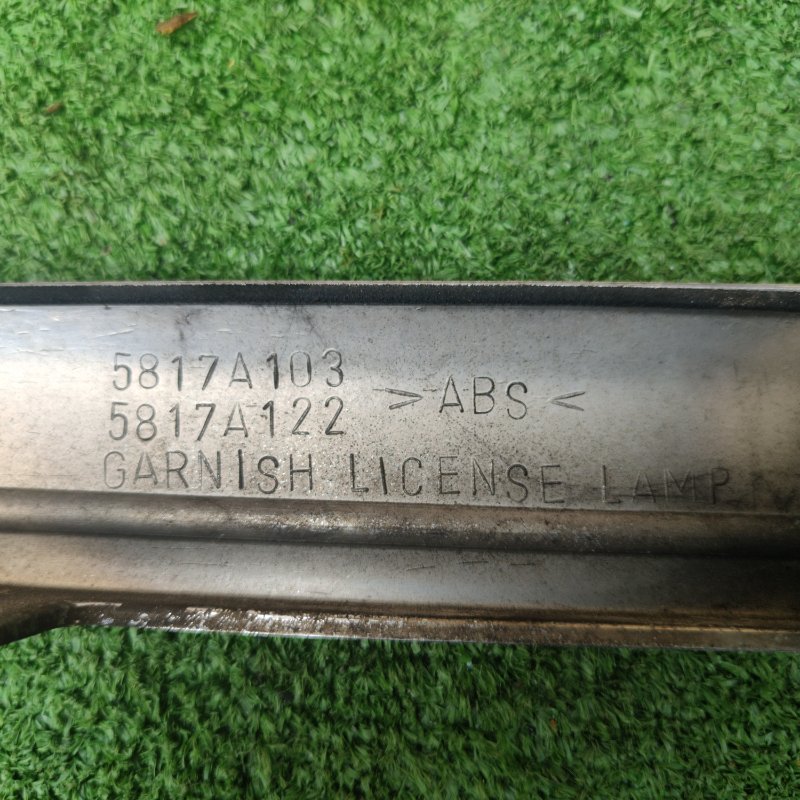 5817A103
5817A122
>ABS<
GARNISH LICENSE LAMP